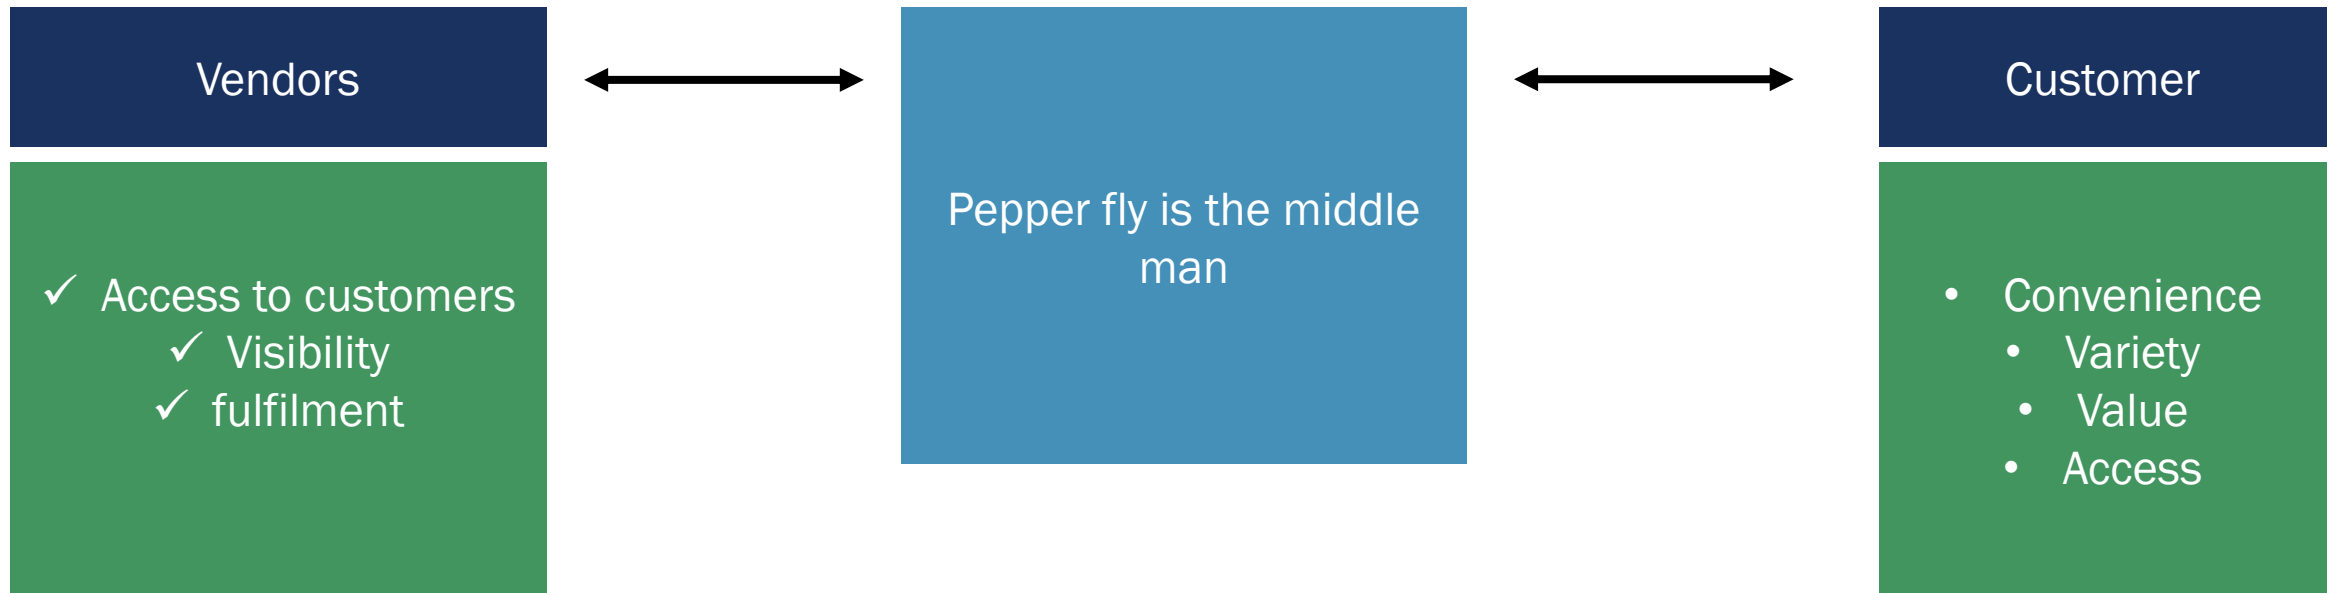 Vendors
✓ Access to customers
✓ Visibility
✓ fulfilment
Pepper fly is the middle
man
Customer
• Convenience
• Variety
• Value
• Access